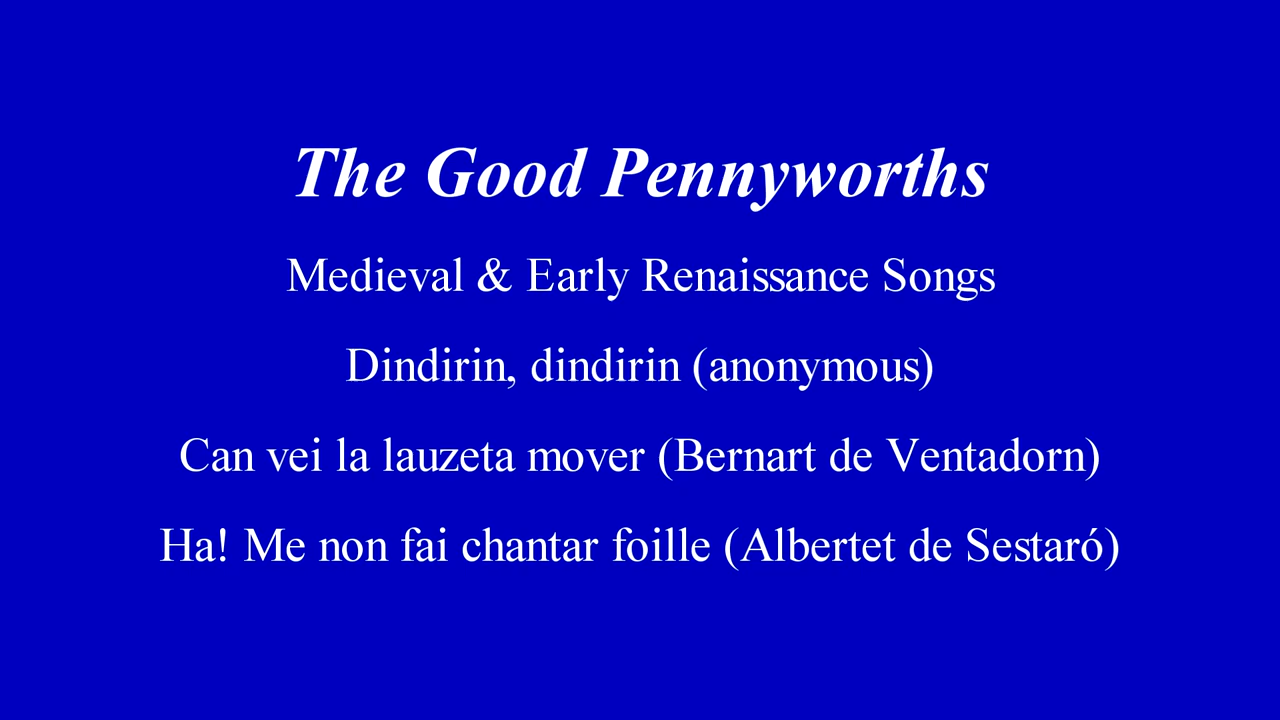 The Good Pennyworths
Medieval & Early Renaissance Songs
Dindirin, dindirin (anonymous)
Can vei la lauzeta mover (Bernart de Ventadorn)
Ha! Me non fai chantar foille (Albertet de Sestaró)